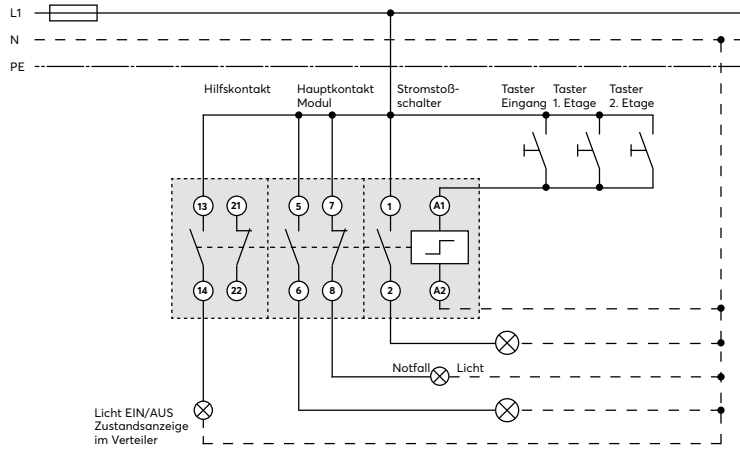 L1
N
PE
Hilfskontakt
Hauptkontakt
Modul
Stromstoß-
schalter
Taster
Eingang
Taster
1. Etage
Taster
2. Etage
13
21
5
7
1
A1
14
22
6
8
2
A2
Notfall
Licht
Licht EIN/AUS
Zustandsanzeige
im Verteiler